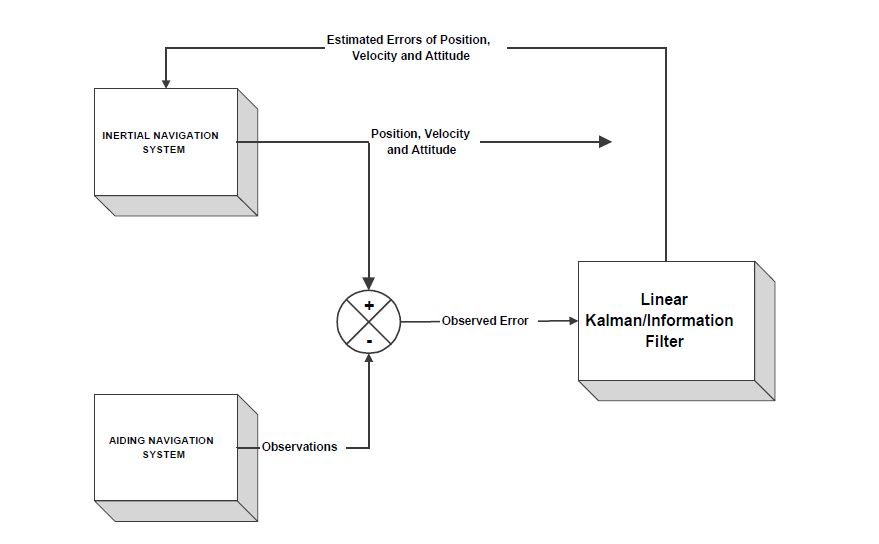 Estimated Errors of Position,
Velocity and Attitude
INERTIAL NAVIGATION
SYSTEM
Position, Velocity
and Attitude
+
-
Observed Error
Linear
Kalman/Information
Filter
AIDING NAVIGATION
SYSTEM
Observations